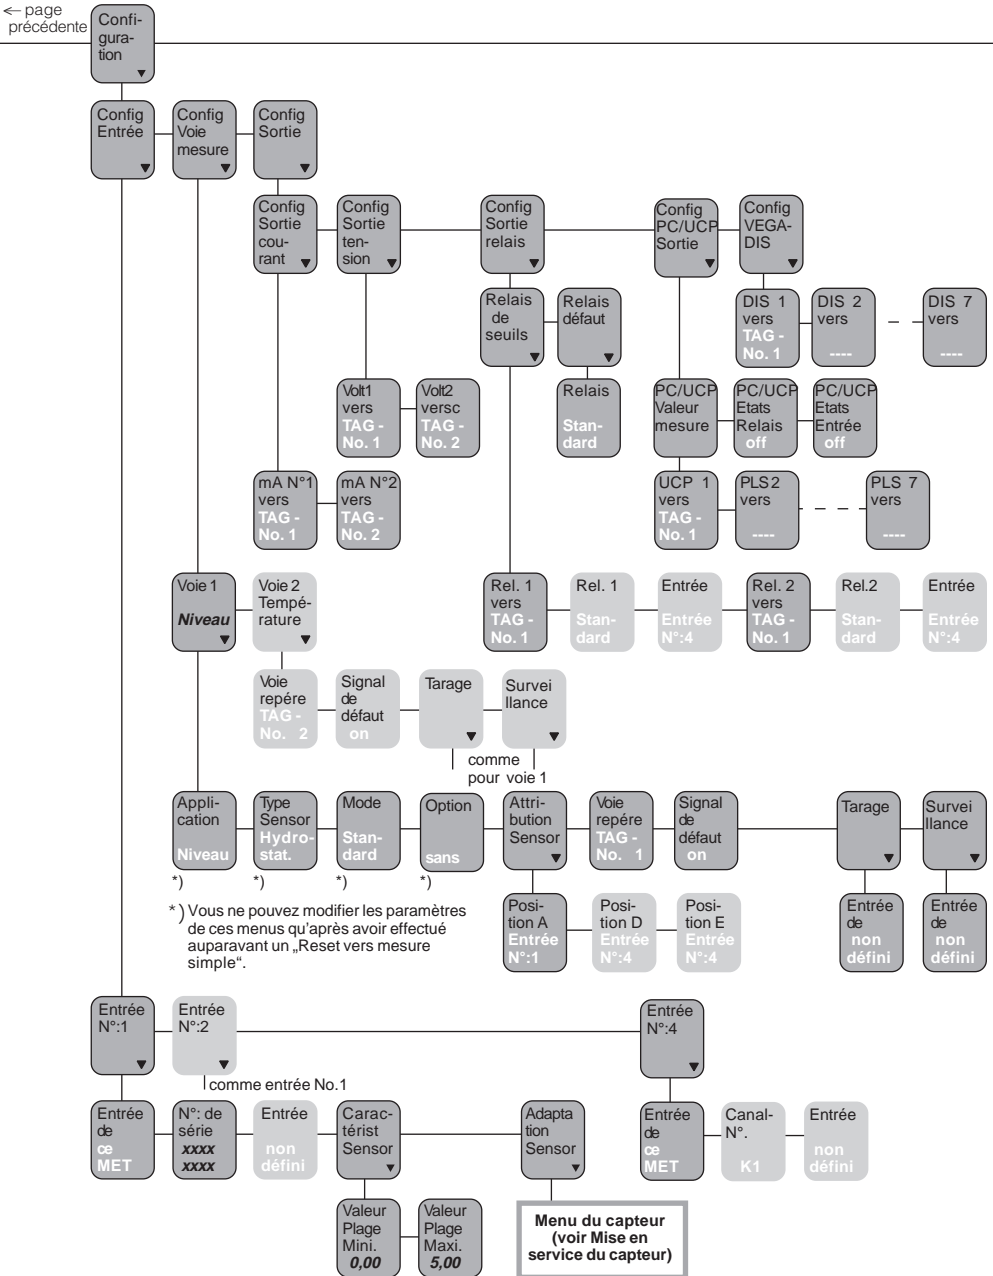 ← page
précédente
Confi-
gura-
tion
Config
Entrée
Config
Voie
mesure
Config
Sortie
Config
Sortie
cou-
rant
Config
Sortie
ten-
sion
Config
Sortie
relais
Config
PC/UCP
Sortie
Config
VEGA-
DIS
Relais
de
seuils
Relais
défaut
DIS 1
vers
TAG -
No. 1
DIS 2
vers
----
DIS 7
vers
----
Volt1
vers
TAG -
No. 1
Volt2
versc
TAG -
No. 2
Relais
Stan-
dard
PC/UCP
Valeur
mesure
PC/UCP
Etats
Relais
off
PC/UCP
Etats
Entrée
off
mA N°1
vers
TAG -
No. 1
mA N°2
vers
TAG -
No. 2
UCP 1
vers
TAG -
No. 1
PLS2
vers
----
PLS 7
vers
----
Voie 1
Niveau
Voie 2
Tempé-
rature
Rel. 1
vers
TAG -
No. 1
Rel. 1
Stan-
dard
Entrée
Entrée
N°:4
Rel. 2
vers
TAG -
No. 1
Rel.2
Stan-
dard
Entrée
Entrée
N°:4
Voie
repére
TAG -
No. 2
Signal
de
défaut
on
Tarage
Survei
llance
comme
pour voie 1
Appli-
cation
Niveau
Type
Sensor
Hydro-
stat.
Mode
Stan-
dard
Option
sans
Attri-
bution
Sensor
Voie
repére
TAG -
No. 1
Signal
de
défaut
on
Tarage
Survei
llance
*)
*)
*)
*)
*) Vous ne pouvez modifier les paramètres
de ces menus qu'après avoir effectué
auparavant un „Reset vers mesure
simple“.
Posi-
tion A
Entrée
N°:1
Posi-
tion D
Entrée
N°:4
Posi-
tion E
Entrée
N°:4
Entrée
de
non
défini
Entrée
de
non
défini
Entrée
N°:1
Entrée
N°:2
Entrée
N°:4
comme entrée No.1
Entrée
de
ce
MET
N°: de
série
xxxx
xxxx
Entrée
non
défini
Carac-
térist
Sensor
Adapta
tion
Sensor
Entrée
de
ce
MET
Canal-
N°.
K1
Entrée
non
défini
Valeur
Plage
Mini.
0,00
Valeur
Plage
Maxi.
5,00
Menu du capteur
(voir Mise en
service du capteur)